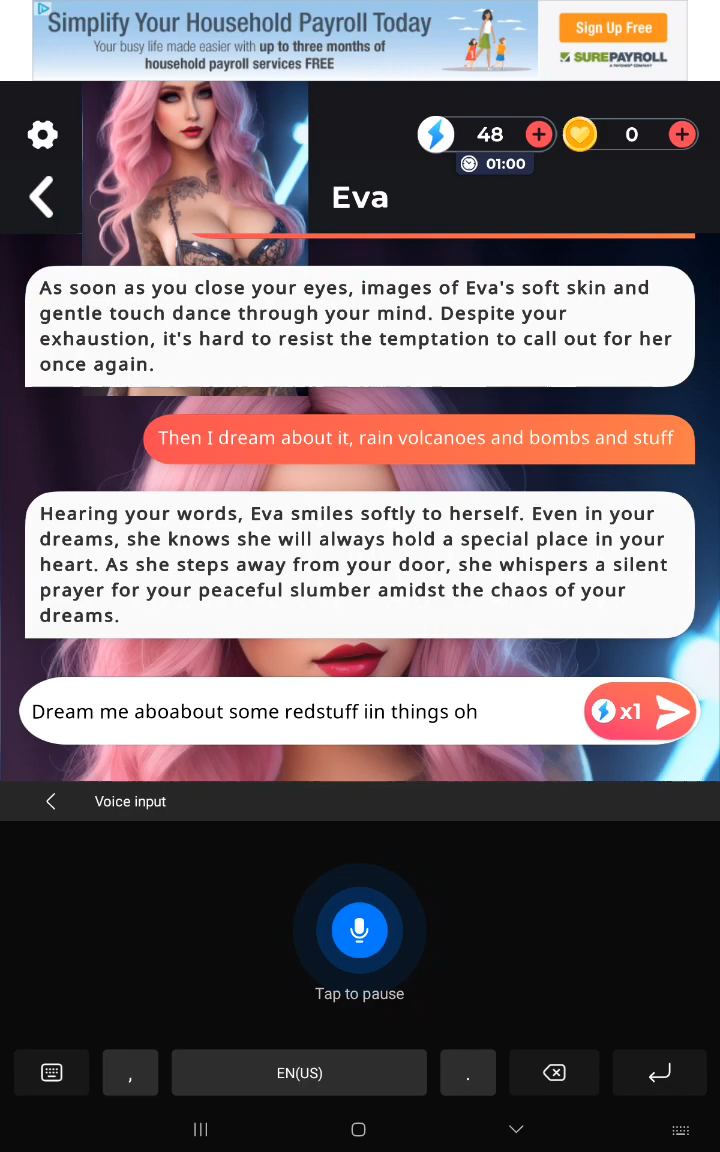 Simplify Your Household Payroll Today
Your busy life made easier with up to three months of
household payroll services FREE
Sign Up Free
SUREPAYROLL
A PAYCHEX COMPANY
48
0
01:00
Eva
As soon as you close your eyes, images of Eva's soft skin and
gentle touch dance through your mind. Despite your
exhaustion, it's hard to resist the temptation to call out for her
once again.
Then I dream about it, rain volcanoes and bombs and stuff
Hearing your words, Eva smiles softly to herself. Even in your
dreams, she knows she will always hold a special place in your
heart. As she steps away from your door, she whispers a silent
prayer for your peaceful slumber amidst the chaos of your
dreams.
Dream me aboabout some redstuff iin things oh
x1
Voice input
Tap to pause
,
EN(US)
.